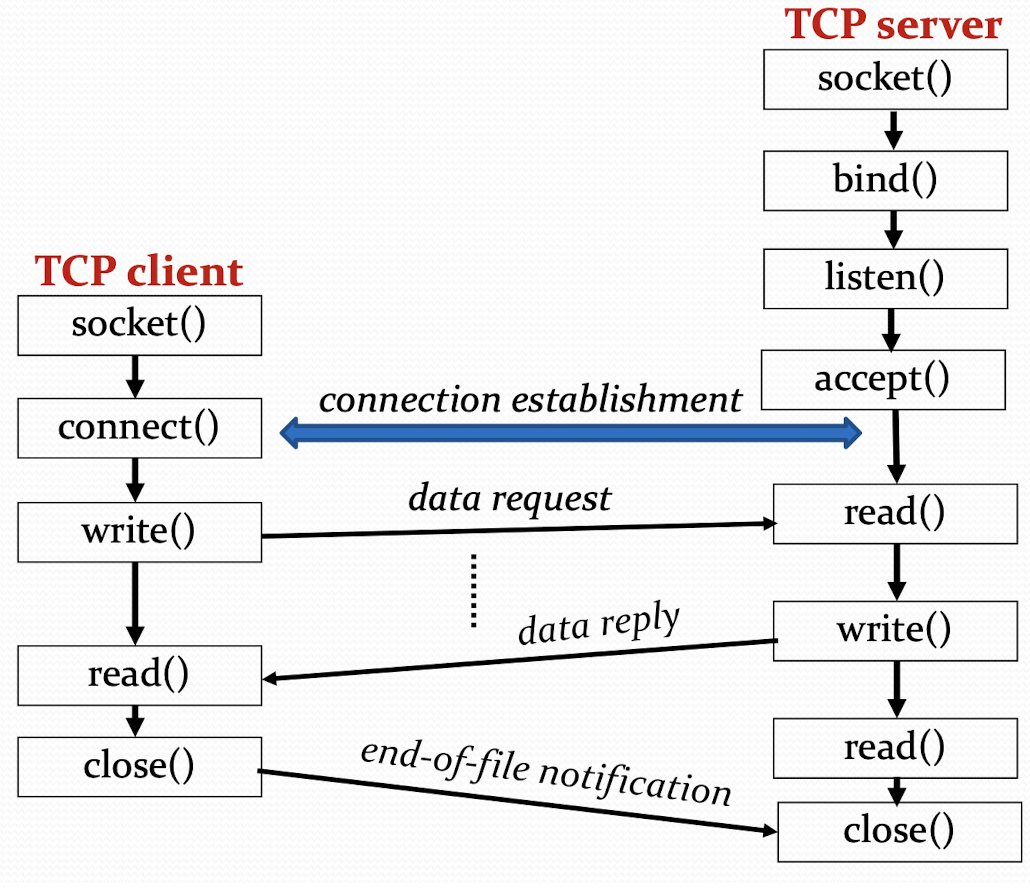 TCP server
socket()
bind()
listen()
TCP client
socket()
accept()
connection establishment
connect()
data request
write()
read()
data reply
write()
read()
read()
end-of-file notification
close()
close()